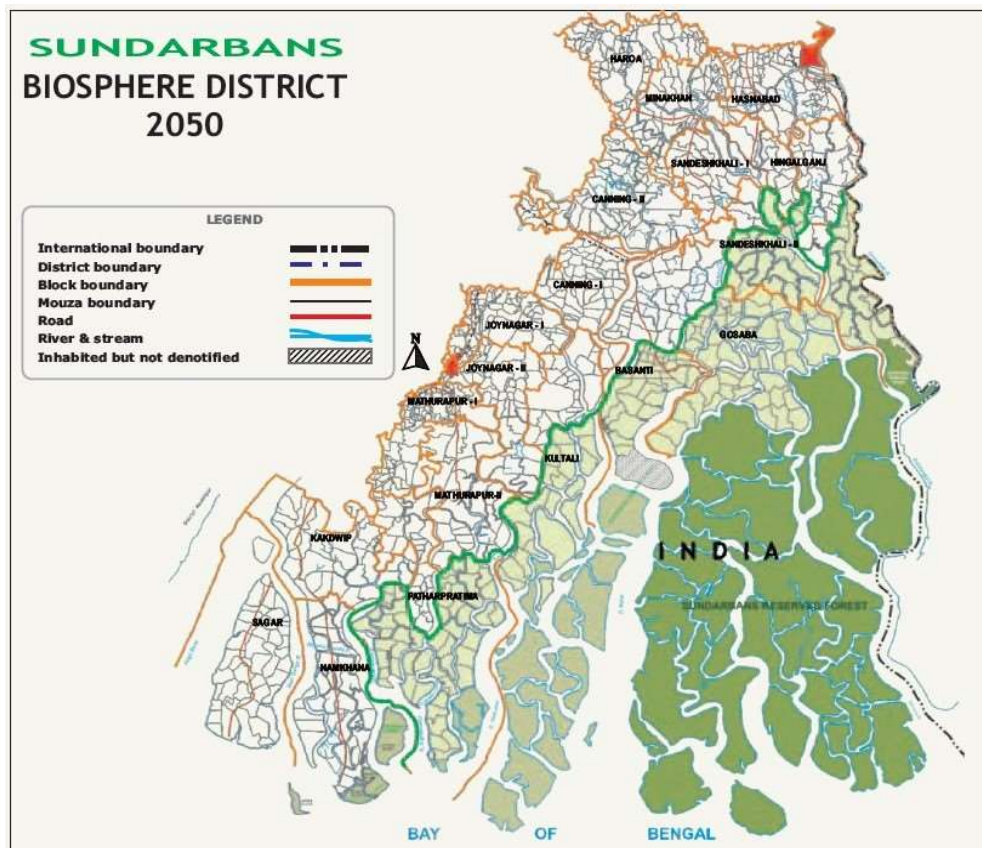 SUNDARBANS
BIOSPHERE DISTRICT
2050
LEGEND
International boundary
District boundary
Block boundary
Mouza boundary
Road
River & stream
Inhabited but not denotified
N
HAROA
MINAKHAN
HASNABAD
SANDESHKHALI - I
HINGALGANJ
CANNING - II
SANDESHKHALI - II
CANNING - I
JOYNAGAR - I
GOSABA
JOYNAGAR - II
BASANTI
MATHURAPUR - I
KULTALI
MATHURAPUR-II
KAKDWIP
INDIA
PATHARPRATIMA
SUNDARBANS RESERVED FOREST
SAGAR
NAMKHANA
BAY OF BENGAL